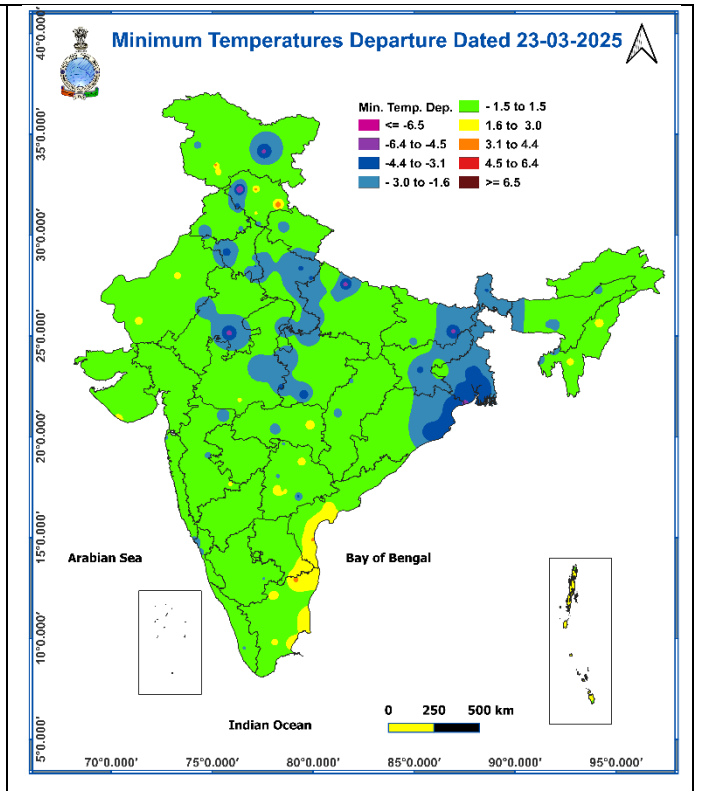 Minimum Temperatures Departure Dated 23-03-2025
Min. Temp. Dep.
<= -6.5
-6.4 to -4.5
-4.4 to -3.1
- 3.0 to -1.6
- 1.5 to 1.5
1.6 to 3.0
3.1 to 4.4
4.5 to 6.4
>= 6.5
40°0.000'
35°0.000'
30°0.000'
25°0.000'
20°0.000'
15°0.000'
10°0.000'
5°0.000'
Arabian Sea
Bay of Bengal
Indian Ocean
0 250 500 km
70°0.000' 75°0.000' 80°0.000' 85°0.000' 90°0.000' 95°0.000'